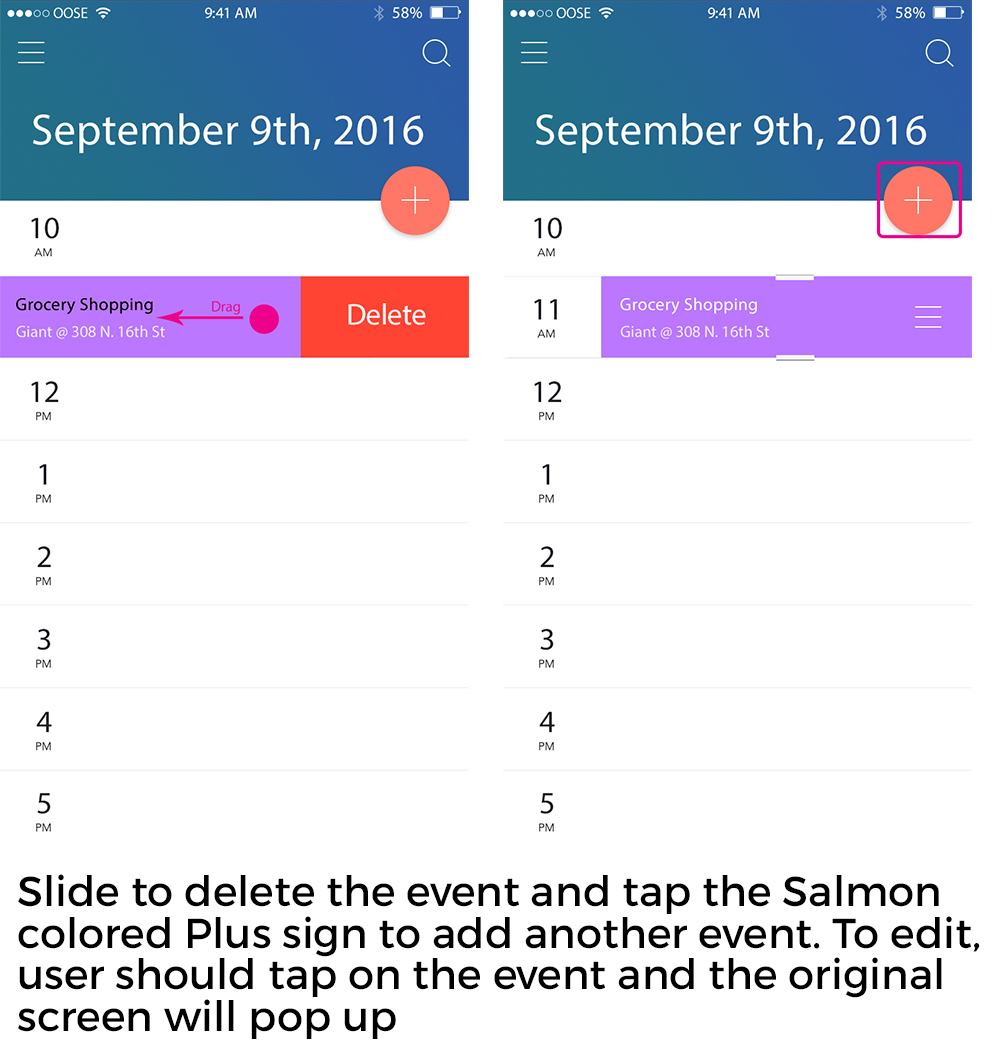 OOSE 9:41 AM 58%
September 9th, 2016
10
AM
Grocery Shopping Drag
Giant @ 308 N. 16th St
Delete
12
PM
1
PM
2
PM
3
PM
4
PM
5
PM
OOSE 9:41 AM 58%
September 9th, 2016
10
AM
11
AM
Grocery Shopping
Giant @ 308 N. 16th St
12
PM
1
PM
2
PM
3
PM
4
PM
5
PM
Slide to delete the event and tap the Salmon
colored Plus sign to add another event. To edit,
user should tap on the event and the original
screen will pop up